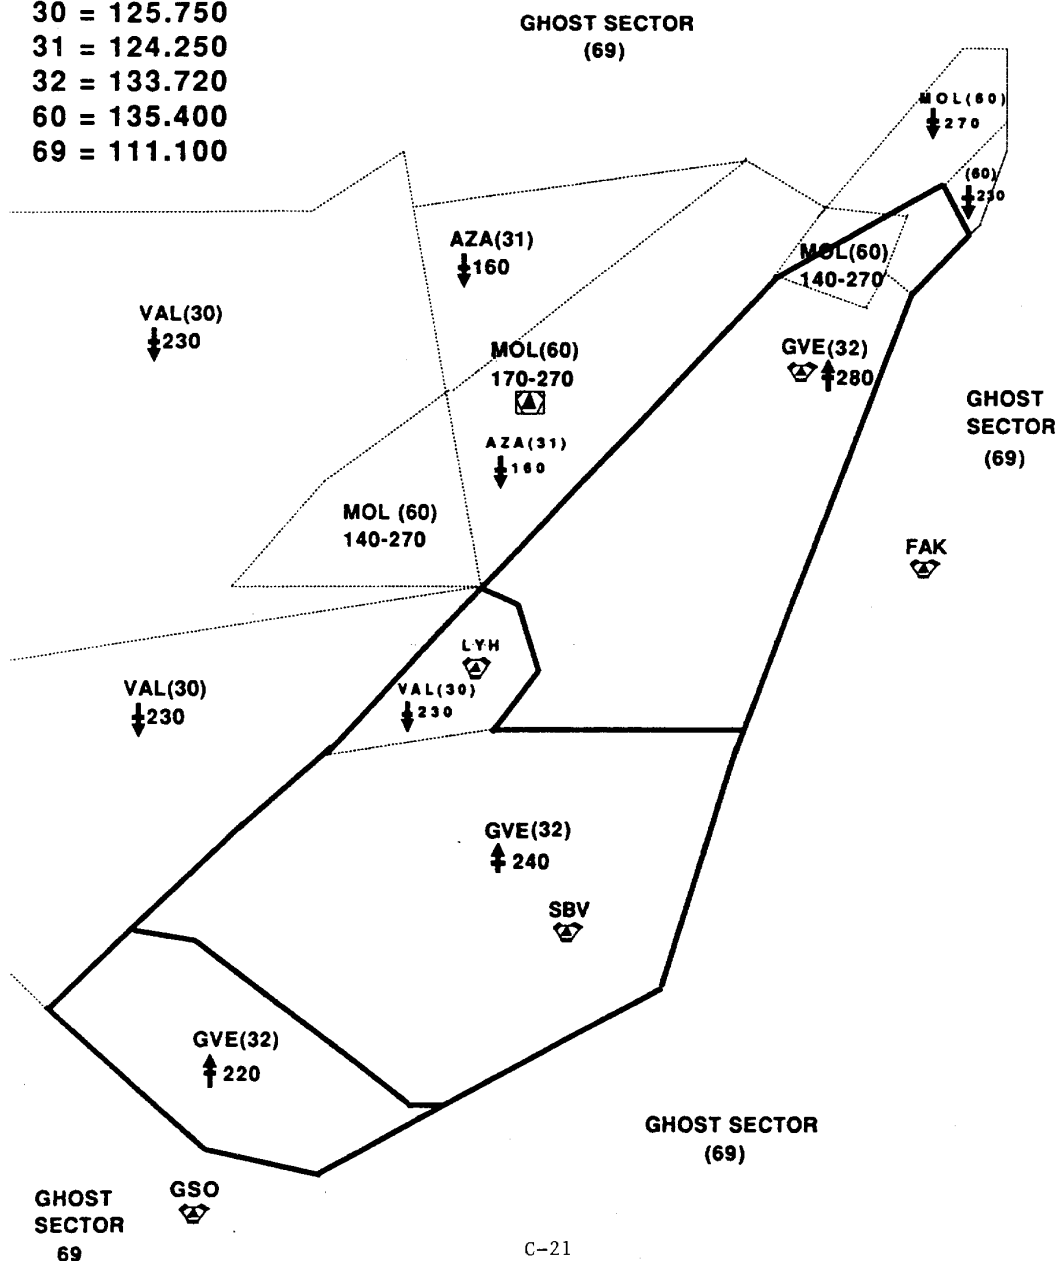 30 = 125.750
31 = 124.250
32 = 133.720
60 = 135.400
69 = 111.100
GHOST SECTOR
(69)
MOL(60)
270
(60)
230
AZA(31)
160
MOL(60)
140-270
VAL(30)
230
MOL(60)
170-270
GVE(32)
280
GHOST
SECTOR
(69)
AZA(31)
160
MOL (60)
140-270
FAK
LYH
VAL(30)
230
VAL(30)
230
GVE(32)
240
SBV
GVE(32)
220
GHOST SECTOR
(69)
GSO
GHOST
SECTOR
69
C-21